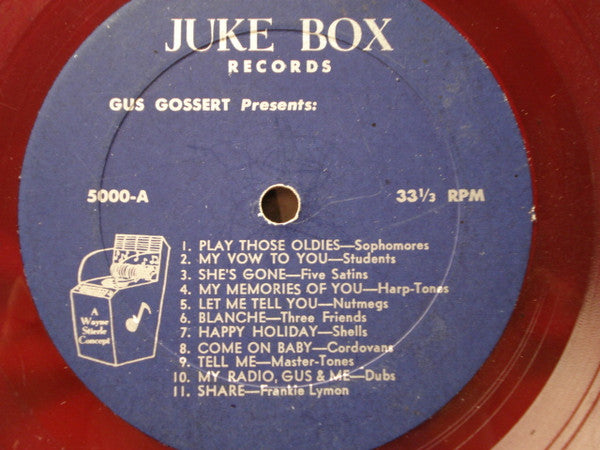 JUKE BOX
RECORDS
GUS GOSSERT Presents:
5000-A
33 1/3 RPM
1. PLAY THOSE OLDIES—Sophomores
2. MY VOW TO YOU—Students
3. SHE'S GONE—Five Satins
4. MY MEMORIES OF YOU—Harp-Tones
5. LET ME TELL YOU—Nutmegs
6. BLANCHE—Three Friends
7. HAPPY HOLIDAY—Shells
8. COME ON BABY—Cordovans
9. TELL ME—Master-Tones
10. MY RADIO, GUS & ME—Dubs
11. SHARE—Frankie Lymon
A
Wayne
Stierle
Concept